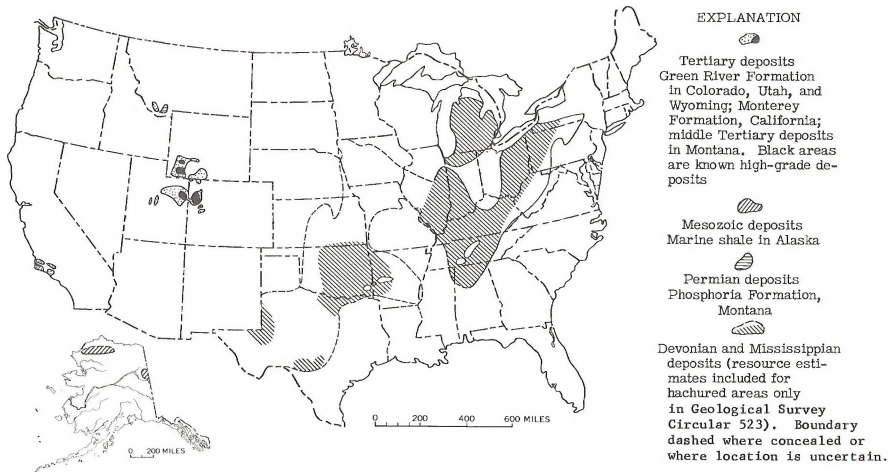 EXPLANATION
Tertiary deposits
Green River Formation
in Colorado, Utah, and
Wyoming; Monterey
Formation, California;
middle Tertiary deposits
in Montana. Black areas
are known high-grade de-
posits
Mesozoic deposits
Marine shale in Alaska
Permian deposits
Phosphoria Formation,
Montana
Devonian and Mississippian
deposits (resource esti-
mates included for
hachured areas only
in Geological Survey
Circular 523). Boundary
dashed where concealed or
where location is uncertain.
0 200 400 600 MILES
0 200 MILES